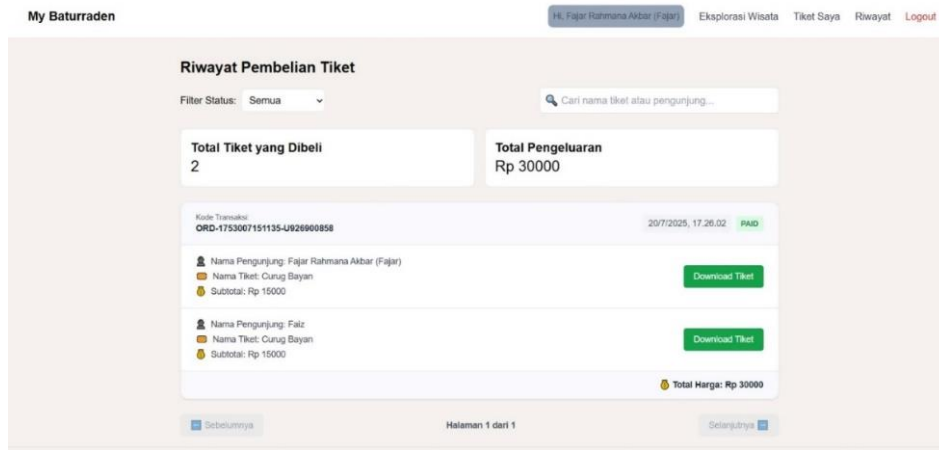 My Baturraden
Hi, Fajar Rahmana Akbar (Fajar)
Eksplorasi Wisata
Tiket Saya
Riwayat
Logout
Riwayat Pembelian Tiket
Filter Status:
Semua
Cari nama tiket atau pengunjung...
Total Tiket yang Dibeli
2
Total Pengeluaran
Rp 30000
Kode Transaksi:
ORD-1753007151135-U926900858
20/7/2025, 17.26.02
PAID
Nama Pengunjung: Fajar Rahmana Akbar (Fajar)
Nama Tiket: Curug Bayan
Subtotal: Rp 15000
Download Tiket
Nama Pengunjung: Faiz
Nama Tiket: Curug Bayan
Subtotal: Rp 15000
Download Tiket
Total Harga: Rp 30000
Sebelumnya
Halaman 1 dari 1
Selanjutnya